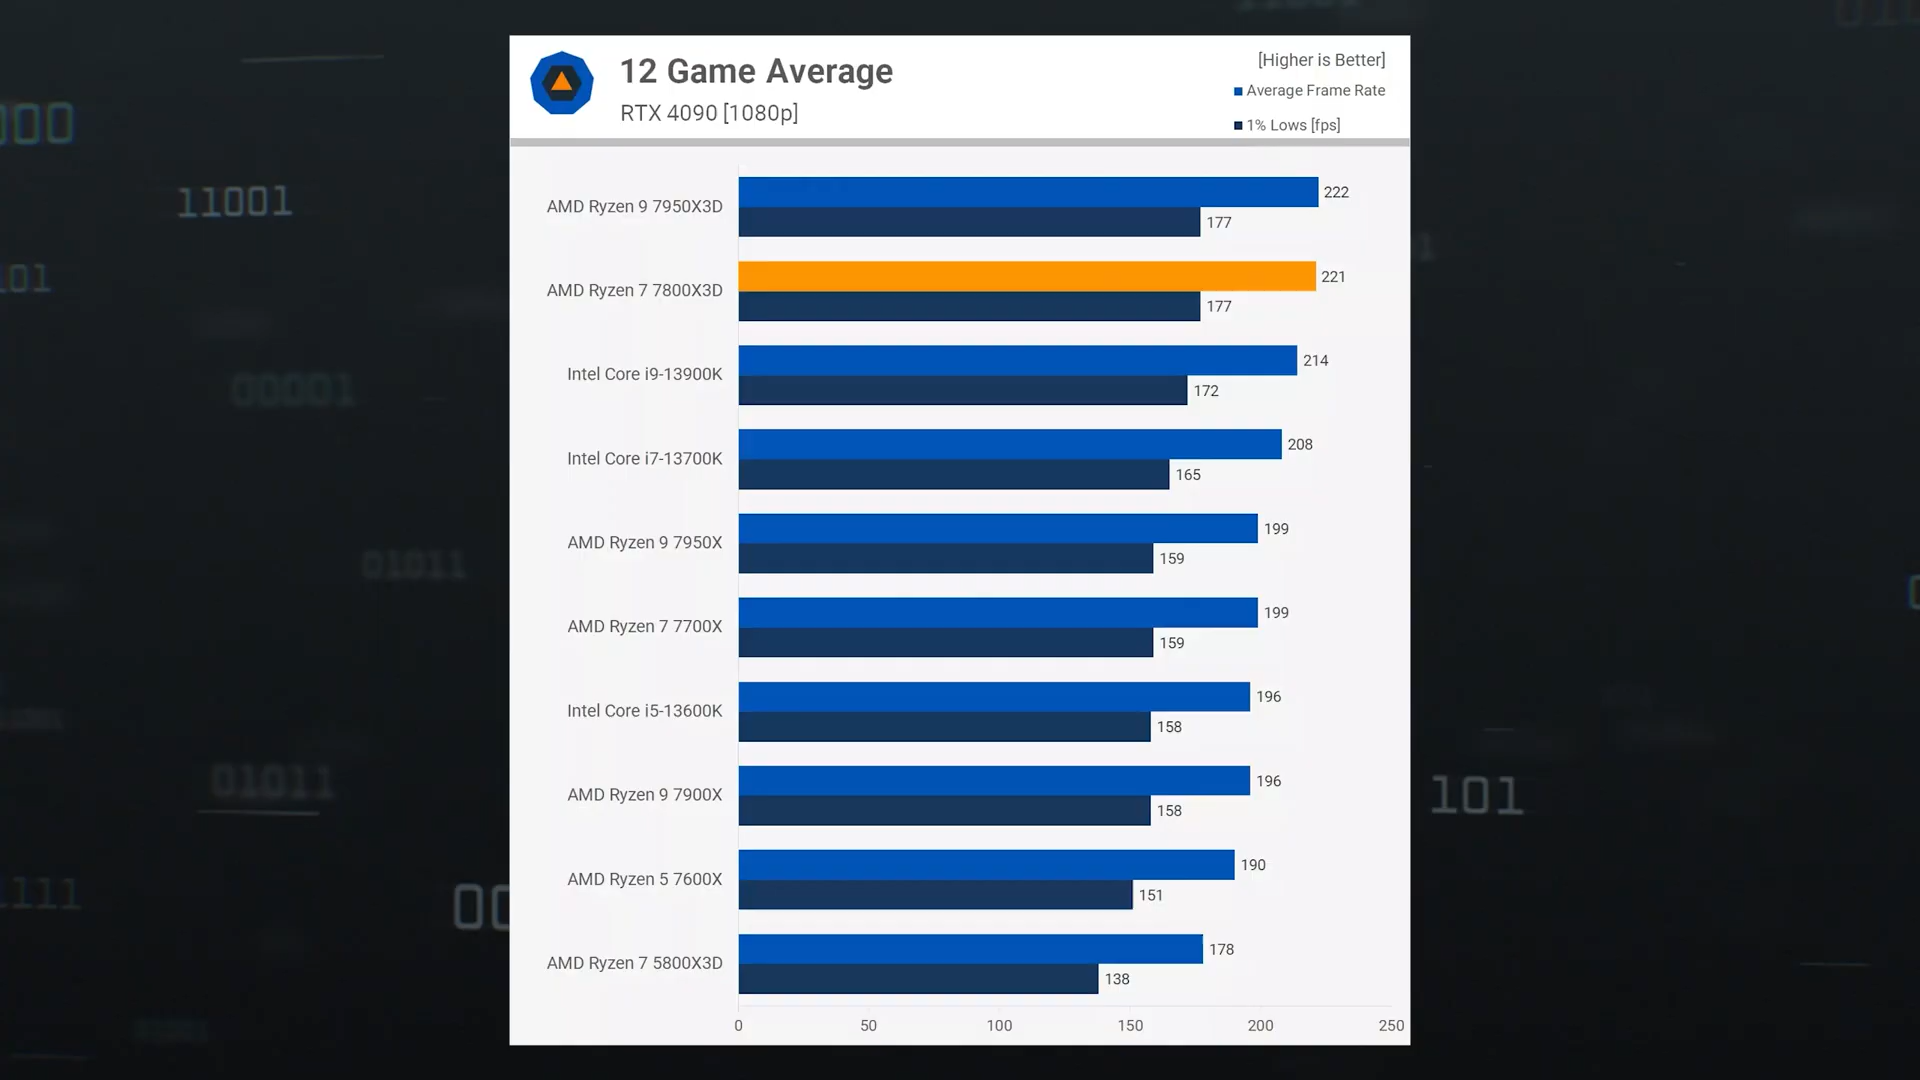 12 Game Average
RTX 4090 [1080p]
[Higher is Better]
Average Frame Rate
1% Lows [fps]
AMD Ryzen 9 7950X3D
222
177
AMD Ryzen 7 7800X3D
221
177
Intel Core i9-13900K
214
172
Intel Core i7-13700K
208
165
AMD Ryzen 9 7950X
199
159
AMD Ryzen 7 7700X
199
159
Intel Core i5-13600K
196
158
AMD Ryzen 9 7900X
196
158
AMD Ryzen 5 7600X
190
151
AMD Ryzen 7 5800X3D
178
138
0 50 100 150 200 250
000
11001
101
00001
01011
01011
101
1111
00